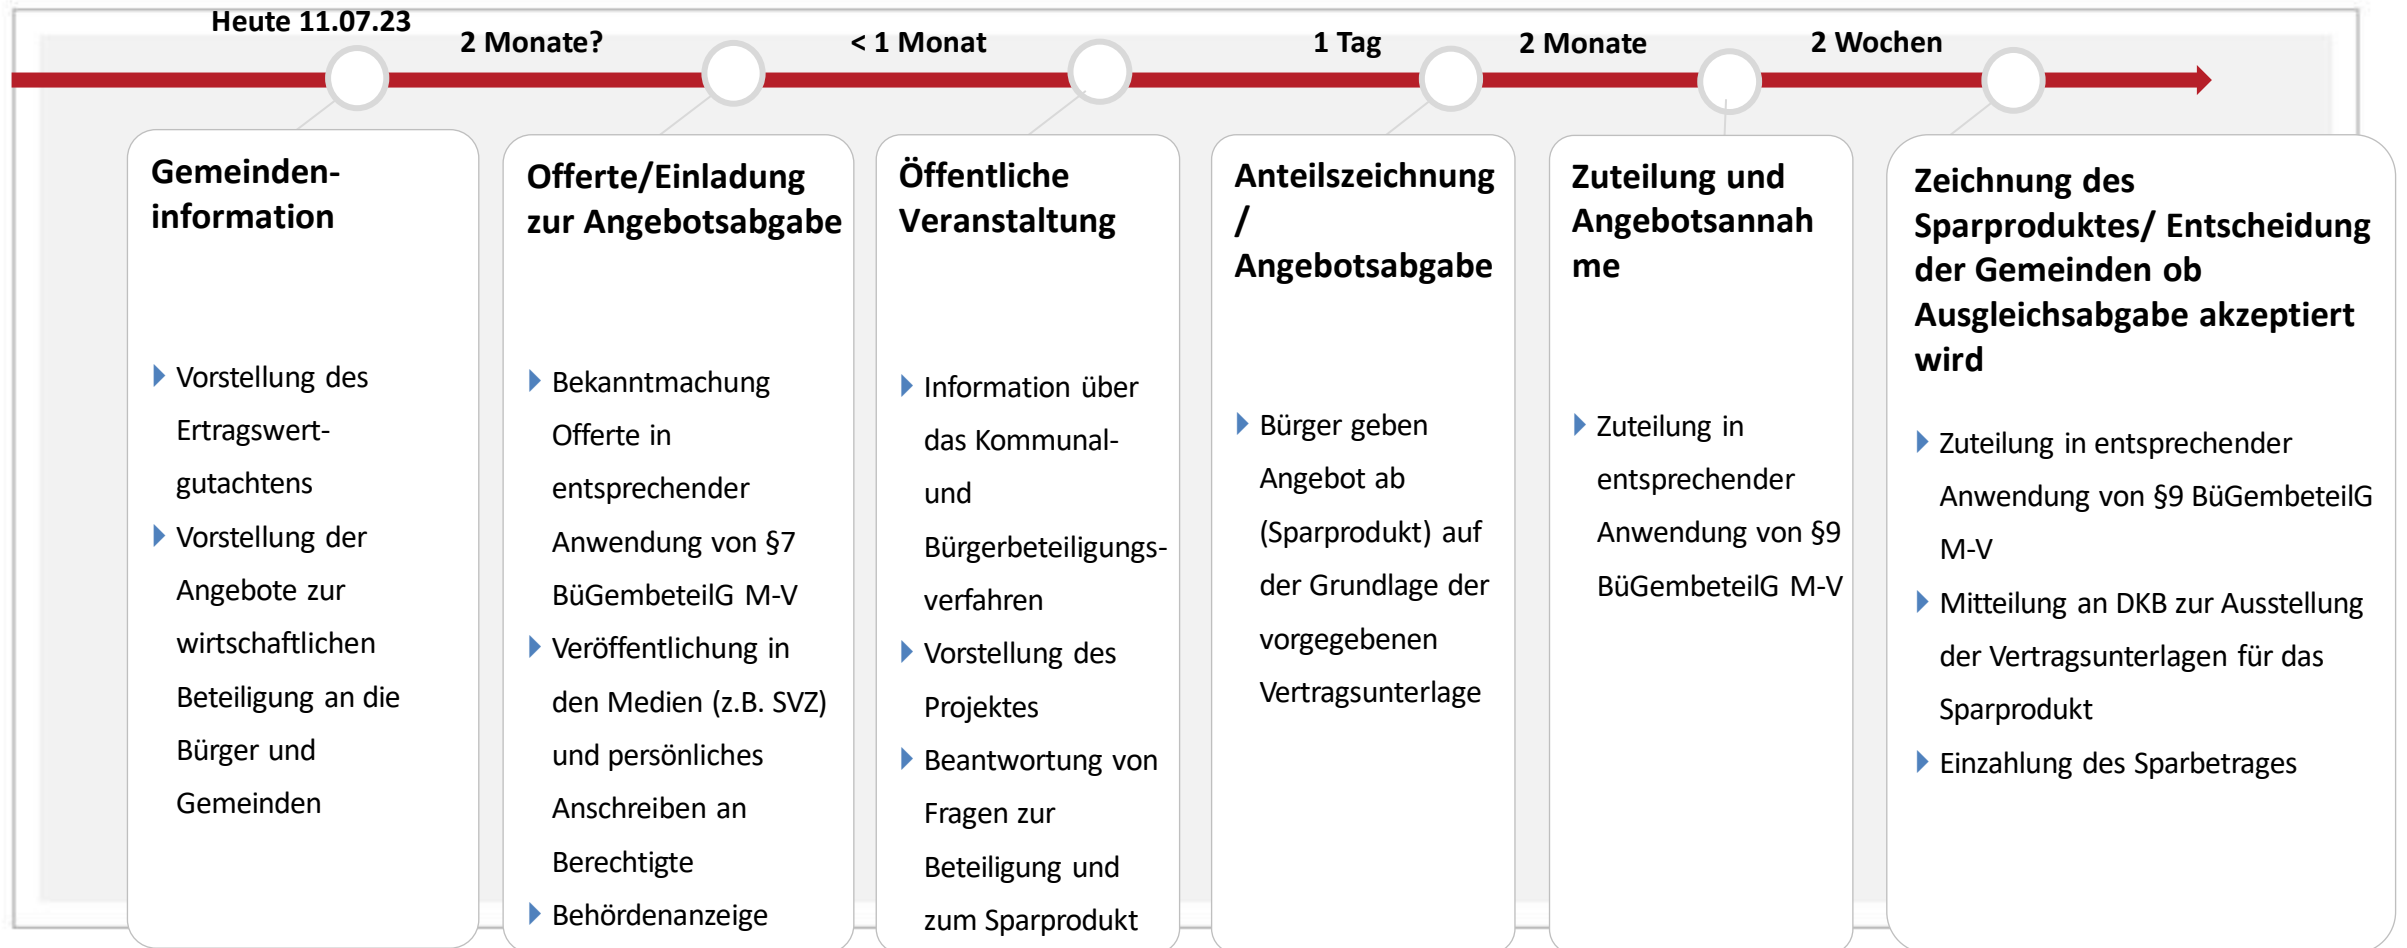 Heute 11.07.23
2 Monate?
< 1 Monat
1 Tag
2 Monate
2 Wochen
Gemeinden-
information
Vorstellung des
Ertragswert-
gutachtens
Vorstellung der
Angebote zur
wirtschaftlichen
Beteiligung an die
Bürger und
Gemeinden
Offerte/Einladung
zur Angebotsabgabe
Bekanntmachung
Offerte in
entsprechender
Anwendung von §7
BüGembeteilG M-V
Veröffentlichung in
den Medien (z.B. SVZ)
und persönliches
Anschreiben an
Berechtigte
Behördenanzeige
Öffentliche
Veranstaltung
Information über
das Kommunal-
und
Bürgerbeteiligungs-
verfahren
Vorstellung des
Projektes
Beantwortung von
Fragen zur
Beteiligung und
zum Sparprodukt
Anteilszeichnung
/
Angebotsabgabe
Bürger geben
Angebot ab
(Sparprodukt) auf
der Grundlage der
vorgegebenen
Vertragsunterlage
Zuteilung und
Angebotsannah
me
Zuteilung in
entsprechender
Anwendung von §9
BüGembeteilG M-V
Zeichnung des
Sparproduktes/ Entscheidung
der Gemeinden ob
Ausgleichsabgabe akzeptiert
wird
Zuteilung in entsprechender
Anwendung von §9 BüGembeteilG
M-V
Mitteilung an DKB zur Ausstellung
der Vertragsunterlagen für das
Sparprodukt
Einzahlung des Sparbetrages